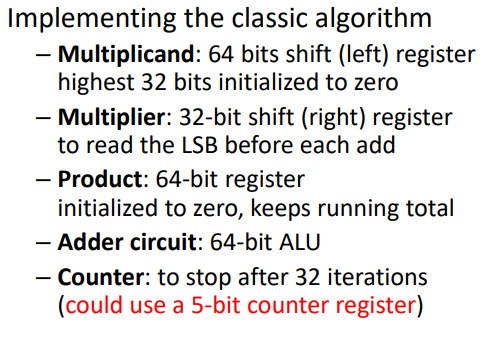 Implementing the classic algorithm
– Multiplicand: 64 bits shift (left) register
highest 32 bits initialized to zero
– Multiplier: 32-bit shift (right) register
to read the LSB before each add
– Product: 64-bit register
initialized to zero, keeps running total
– Adder circuit: 64-bit ALU
– Counter: to stop after 32 iterations
(could use a 5-bit counter register)